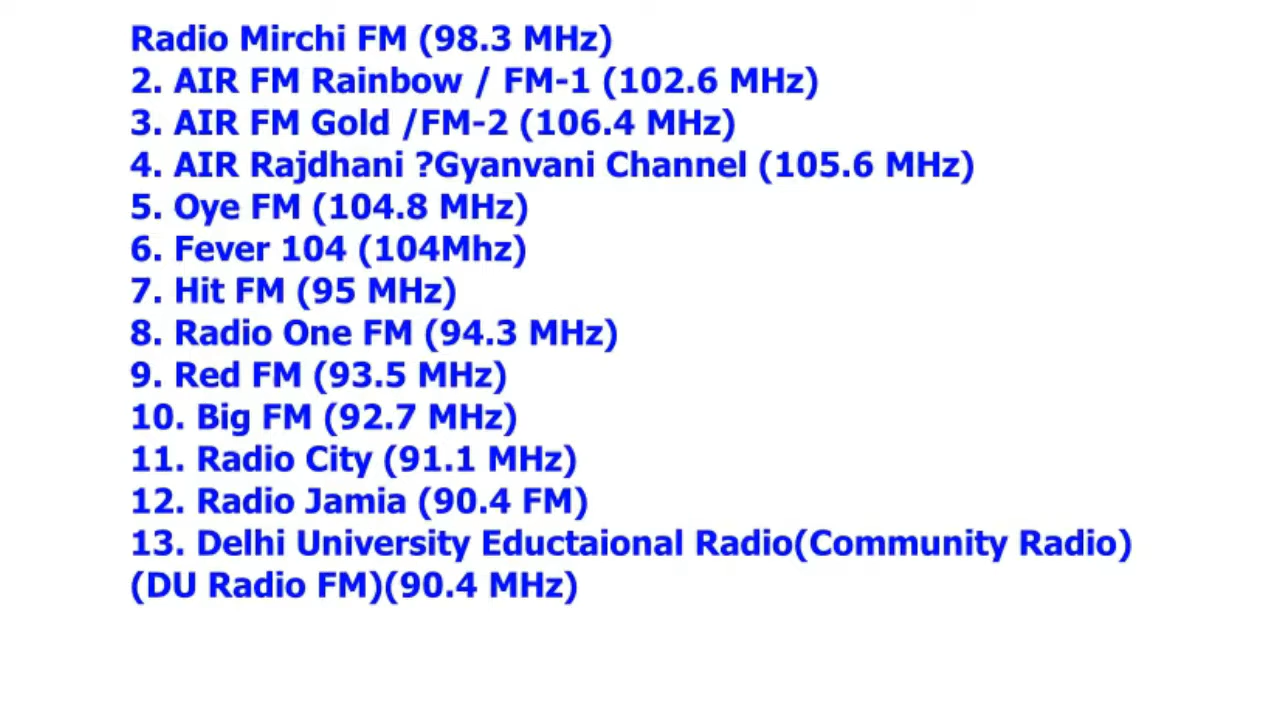 Radio Mirchi FM (98.3 MHz)
2. AIR FM Rainbow / FM-1 (102.6 MHz)
3. AIR FM Gold /FM-2 (106.4 MHz)
4. AIR Rajdhani ?Gyanvani Channel (105.6 MHz)
5. Oye FM (104.8 MHz)
6. Fever 104 (104Mhz)
7. Hit FM (95 MHz)
8. Radio One FM (94.3 MHz)
9. Red FM (93.5 MHz)
10. Big FM (92.7 MHz)
11. Radio City (91.1 MHz)
12. Radio Jamia (90.4 FM)
13. Delhi University Eductaional Radio(Community Radio)
(DU Radio FM)(90.4 MHz)